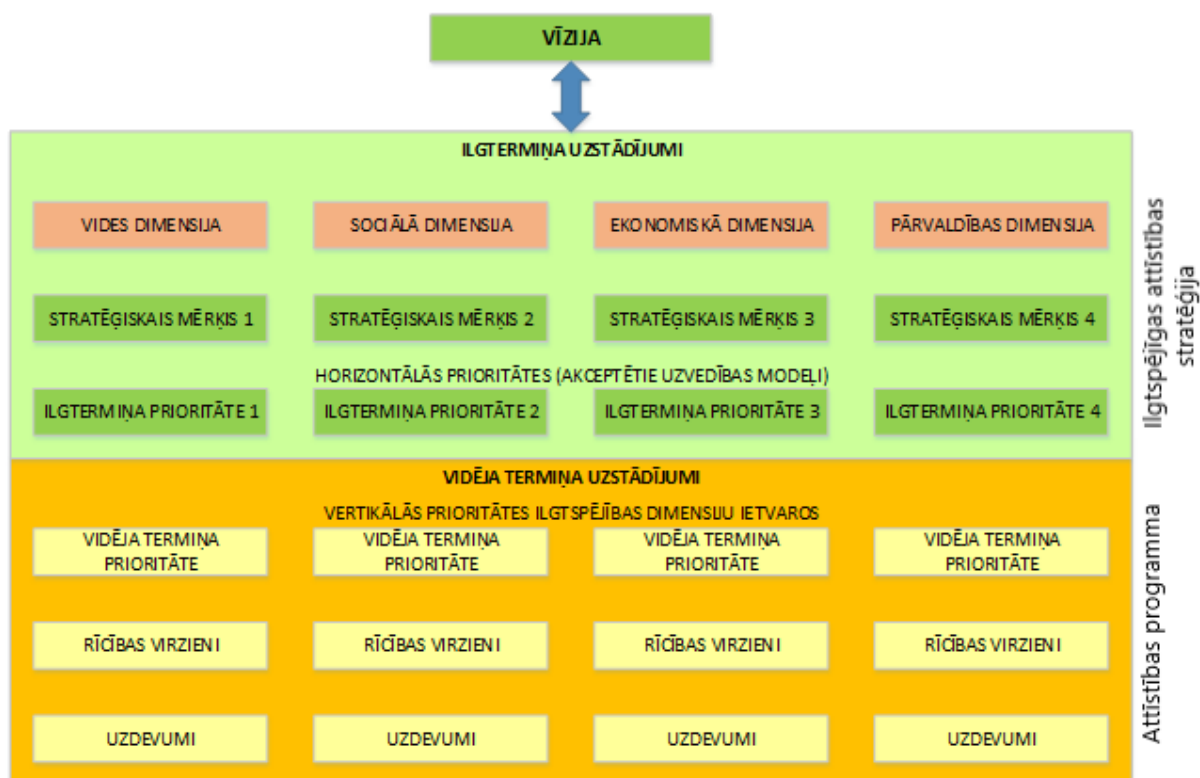 VĪZIJA
ILGTERMIŅA UZSTĀDĪJUMI
VIDES DIMENSIJA
SOCIĀLĀ DIMENSIJA
EKONOMISKĀ DIMENSIJA
PĀRVALDĪBAS DIMENSIJA
STRATĒĢISKAIS MĒRĶIS 1
STRATĒĢISKAIS MĒRĶIS 2
STRATĒĢISKAIS MĒRĶIS 3
STRATĒĢISKAIS MĒRĶIS 4
HORIZONTĀLĀS PRIORITĀTES (AKCEPTĒTIE UZVEDĪBAS MODEĻI)
ILGTERMIŅA PRIORITĀTE 1
ILGTERMIŅA PRIORITĀTE 2
ILGTERMIŅA PRIORITĀTE 3
ILGTERMIŅA PRIORITĀTE 4
Ilgtspējīgas attīstības
stratēģija
VIDĒJA TERMIŅA UZSTĀDĪJUMI
VERTIKĀLĀS PRIORITĀTES ILGTSPĒJĪBAS DIMENSIJU IETVAROS
VIDĒJA TERMIŅA
PRIORITĀTE
VIDĒJA TERMIŅA
PRIORITĀTE
VIDĒJA TERMIŅA
PRIORITĀTE
VIDĒJA TERMIŅA
PRIORITĀTE
RĪCĪBAS VIRZIENI
RĪCĪBAS VIRZIENI
RĪCĪBAS VIRZIENI
RĪCĪBAS VIRZIENI
UZDEVUMI
UZDEVUMI
UZDEVUMI
UZDEVUMI
Attīstības programma